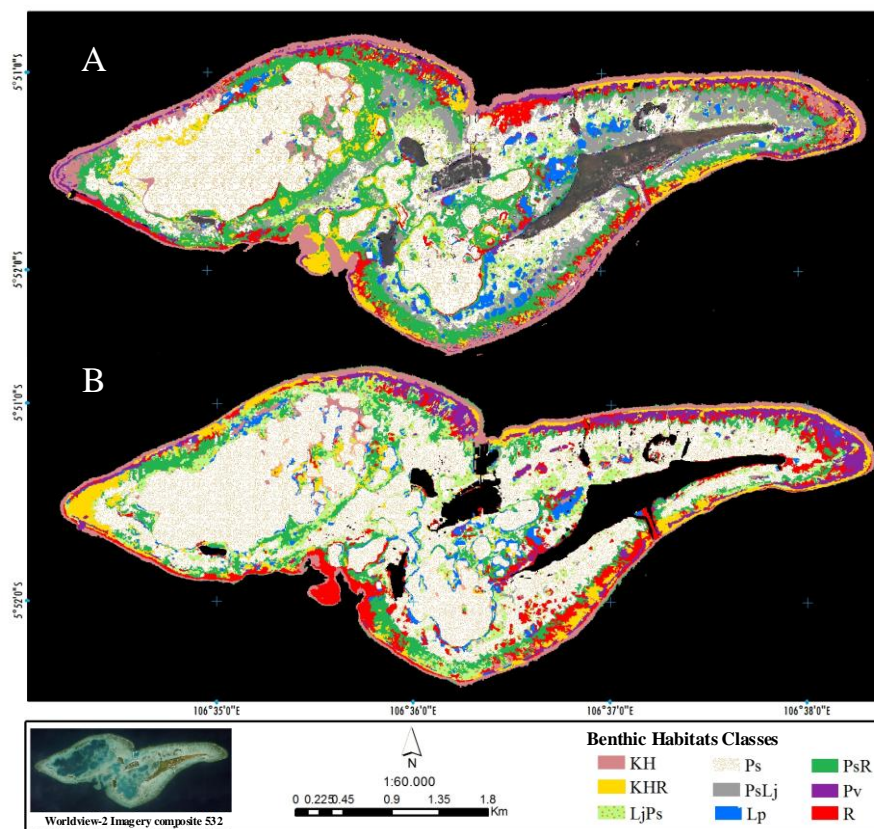 A
5°51'0"S
5°52'0"S
B
5°51'0"S
5°52'0"S
106°35'0"E
106°36'0"E
106°37'0"E
106°38'0"E
Worldview-2 Imagery composite 532
N
1:60.000
0 0.225 0.45 0.9 1.35 1.8
Km
Benthic Habitats Classes
KH Ps PsR
KHR PsLj Pv
LjPs Lp R